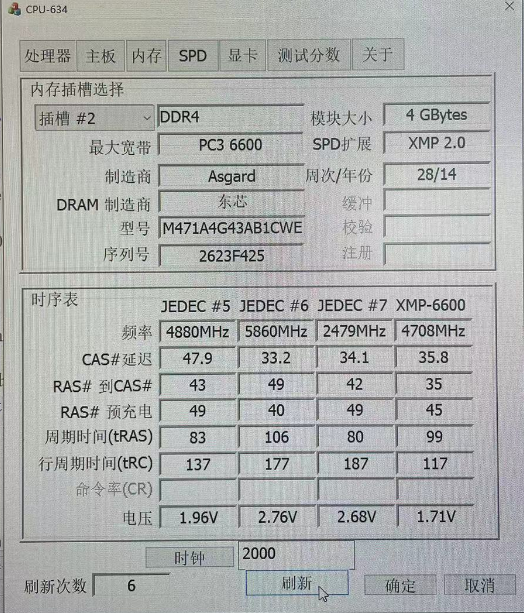 CPU-634
处理器 主板 内存 SPD 显卡 测试分数 关于
内存插槽选择
插槽 #2 DDR4 模块大小 4 GBytes
最大宽带 PC3 6600 SPD扩展 XMP 2.0
制造商 Asgard 周次/年份 28/14
DRAM 制造商 东芯 缓冲
型号 M471A4G43AB1CWE 校验
序列号 2623F425 注册
时序表
JEDEC #5 JEDEC #6 JEDEC #7 XMP-6600
频率 4880MHz 5860MHz 2479MHz 4708MHz
CAS#延迟 47.9 33.2 34.1 35.8
RAS# 到CAS# 43 49 42 35
RAS# 预充电 49 40 49 45
周期时间(tRAS) 83 106 80 99
行周期时间(tRC) 137 177 187 117
命令率(CR)
电压 1.96V 2.76V 2.68V 1.71V
时钟 2000
刷新次数 6 刷新 确定 取消